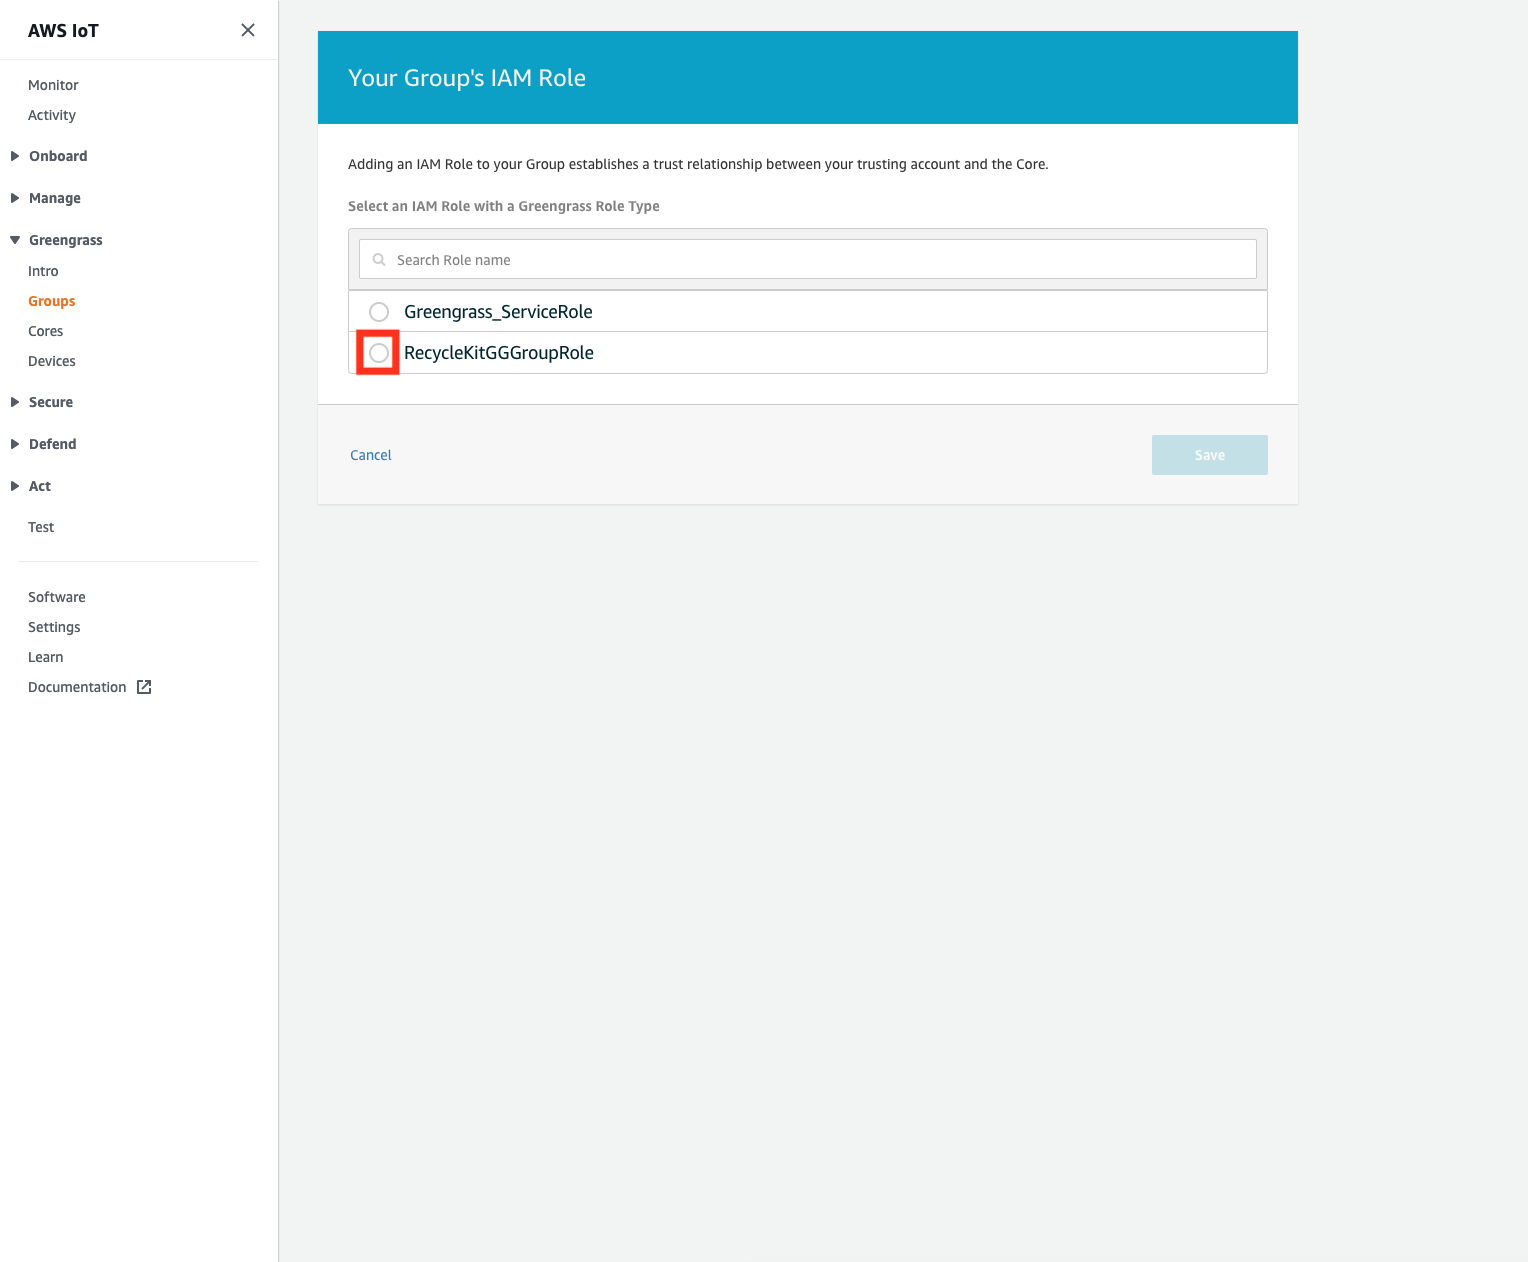 AWS IoT
Monitor
Activity
Onboard
Manage
Greengrass
Intro
Groups
Cores
Devices
Secure
Defend
Act
Test
Software
Settings
Learn
Documentation
Your Group's IAM Role
Adding an IAM Role to your Group establishes a trust relationship between your trusting account and the Core.
Select an IAM Role with a Greengrass Role Type
Search Role name
Greengrass_ServiceRole
RecycleKitGGGroupRole
Cancel
Save